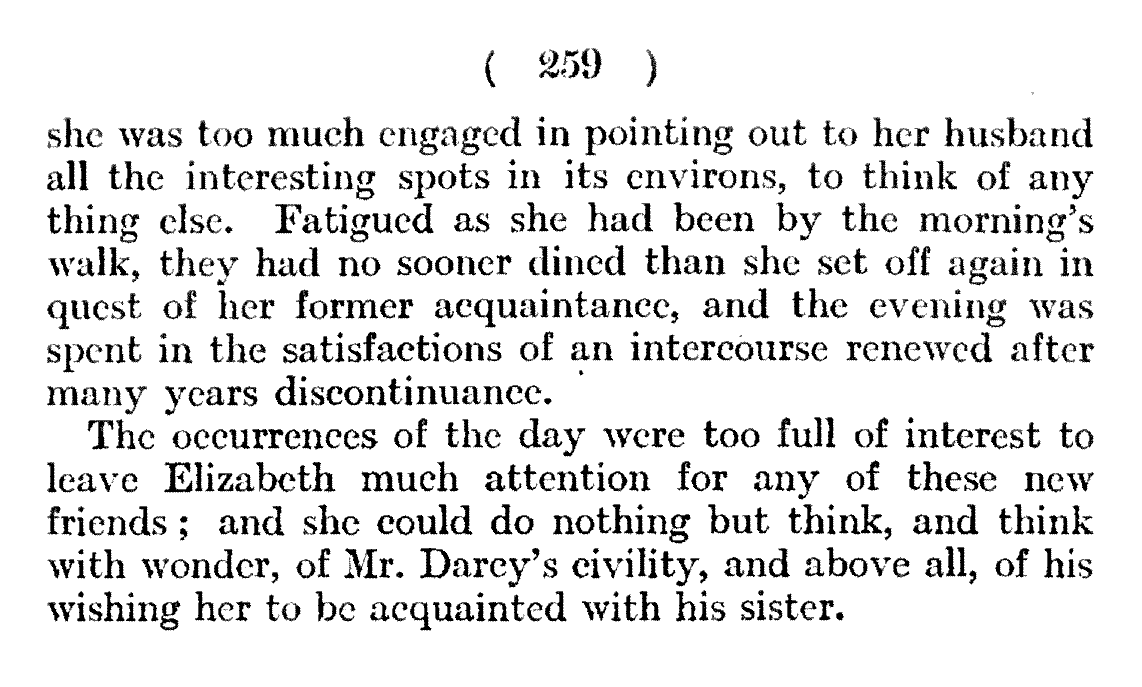 ( 259 )
she was too much engaged in pointing out to her husband
all the interesting spots in its environs, to think of any
thing else. Fatigued as she had been by the morning's
walk, they had no sooner dined than she set off again in
quest of her former acquaintance, and the evening was
spent in the satisfactions of an intercourse renewed after
many years discontinuance.
The occurrences of the day were too full of interest to
leave Elizabeth much attention for any of these new
friends ; and she could do nothing but think, and think
with wonder, of Mr. Darcy's civility, and above all, of his
wishing her to be acquainted with his sister.